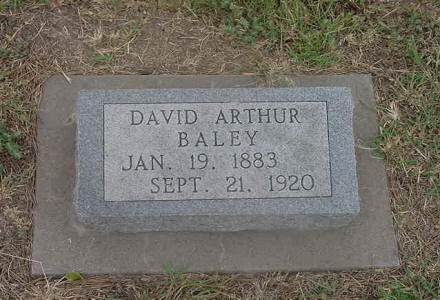 DAVID ARTHUR
BALEY
JAN. 19, 1883
SEPT. 21, 1920